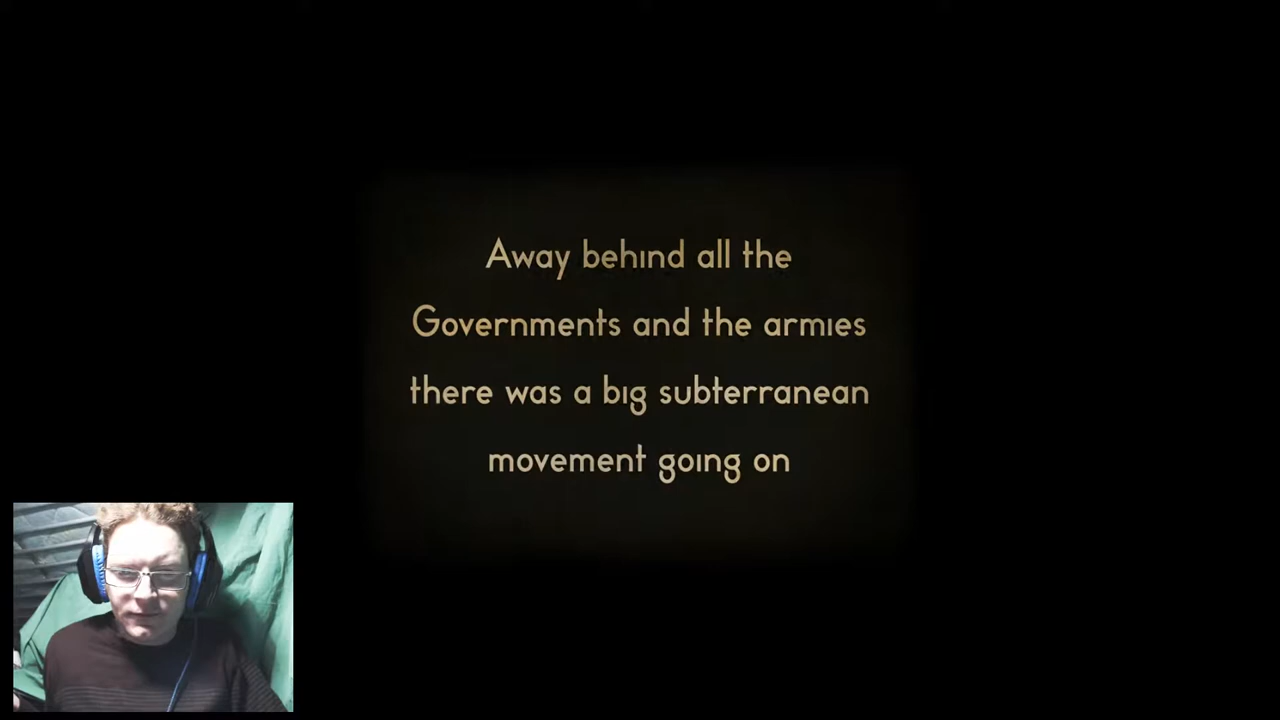 Away behind all the
Governments and the armies
there was a big subterranean
movement going on